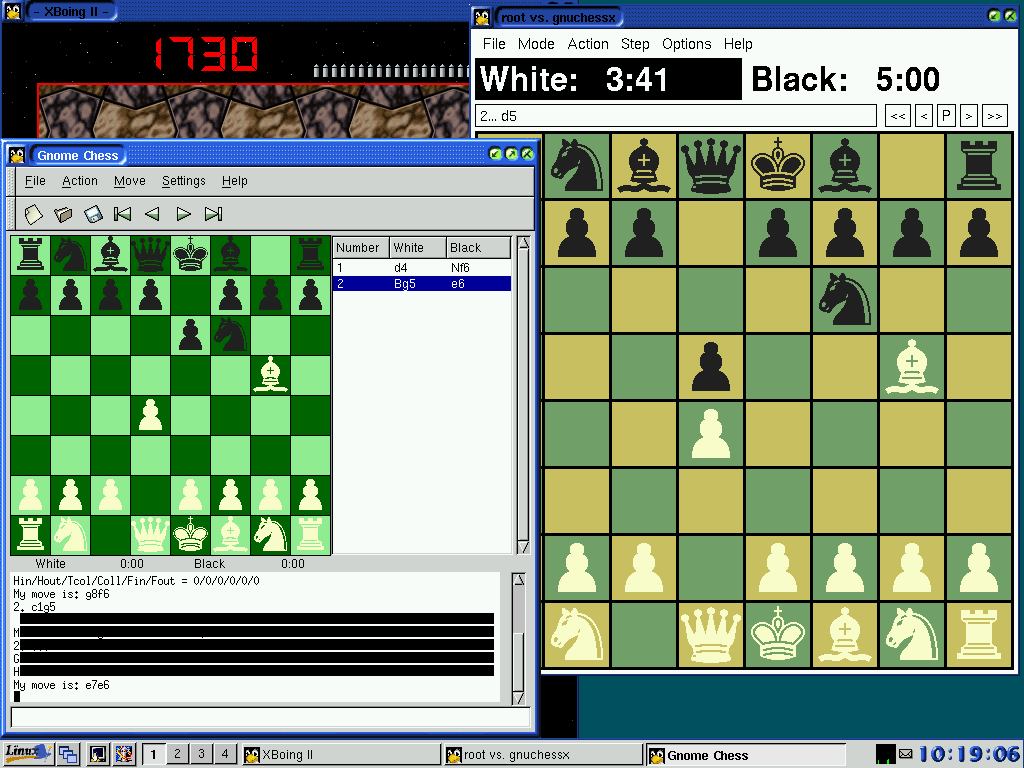 - XBoing II -
1730
root vs. gnuchessx
File Mode Action Step Options Help
White: 3:41 Black: 5:00
2... d5
<< < P > >>
Gnome Chess
File Action Move Settings Help
Number White Black
1 d4 Nf6
2 Bg5 e6
White 0:00 Black 0:00
Hin/Hout/Tcol/Coll/Fin/Fout = 0/0/0/0/0/0
My move is: g8f6
2. c1g5
M
2
G
H
My move is: e7e6
Linux 1 2 3 4 XBoing II root vs. gnuchessx Gnome Chess 10:19:06